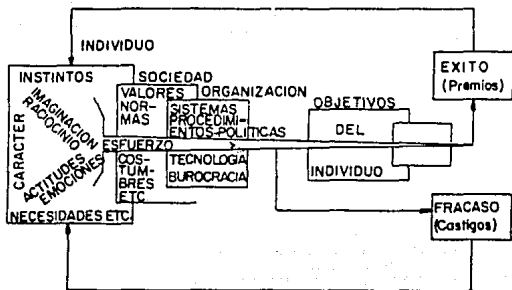 INDIVIDUO
INSTINTOS
CARACTER
IMAGINACION
RACIOCINIO
ACTITUDES
EMOCIONES
NECESIDADES ETC.
SOCIEDAD
VALORES
NOR-
MAS
ESFUERZO
COS-
TUM-
BRES
ETC
ORGANIZACION
SISTEMAS
PROCEDIMI-
ENTOS-POLITICAS
TECNOLOGIA
BUROCRACIA
OBJETIVOS
DEL
INDIVIDUO
EXITO
(Premios)
FRACASO
(Castigos)